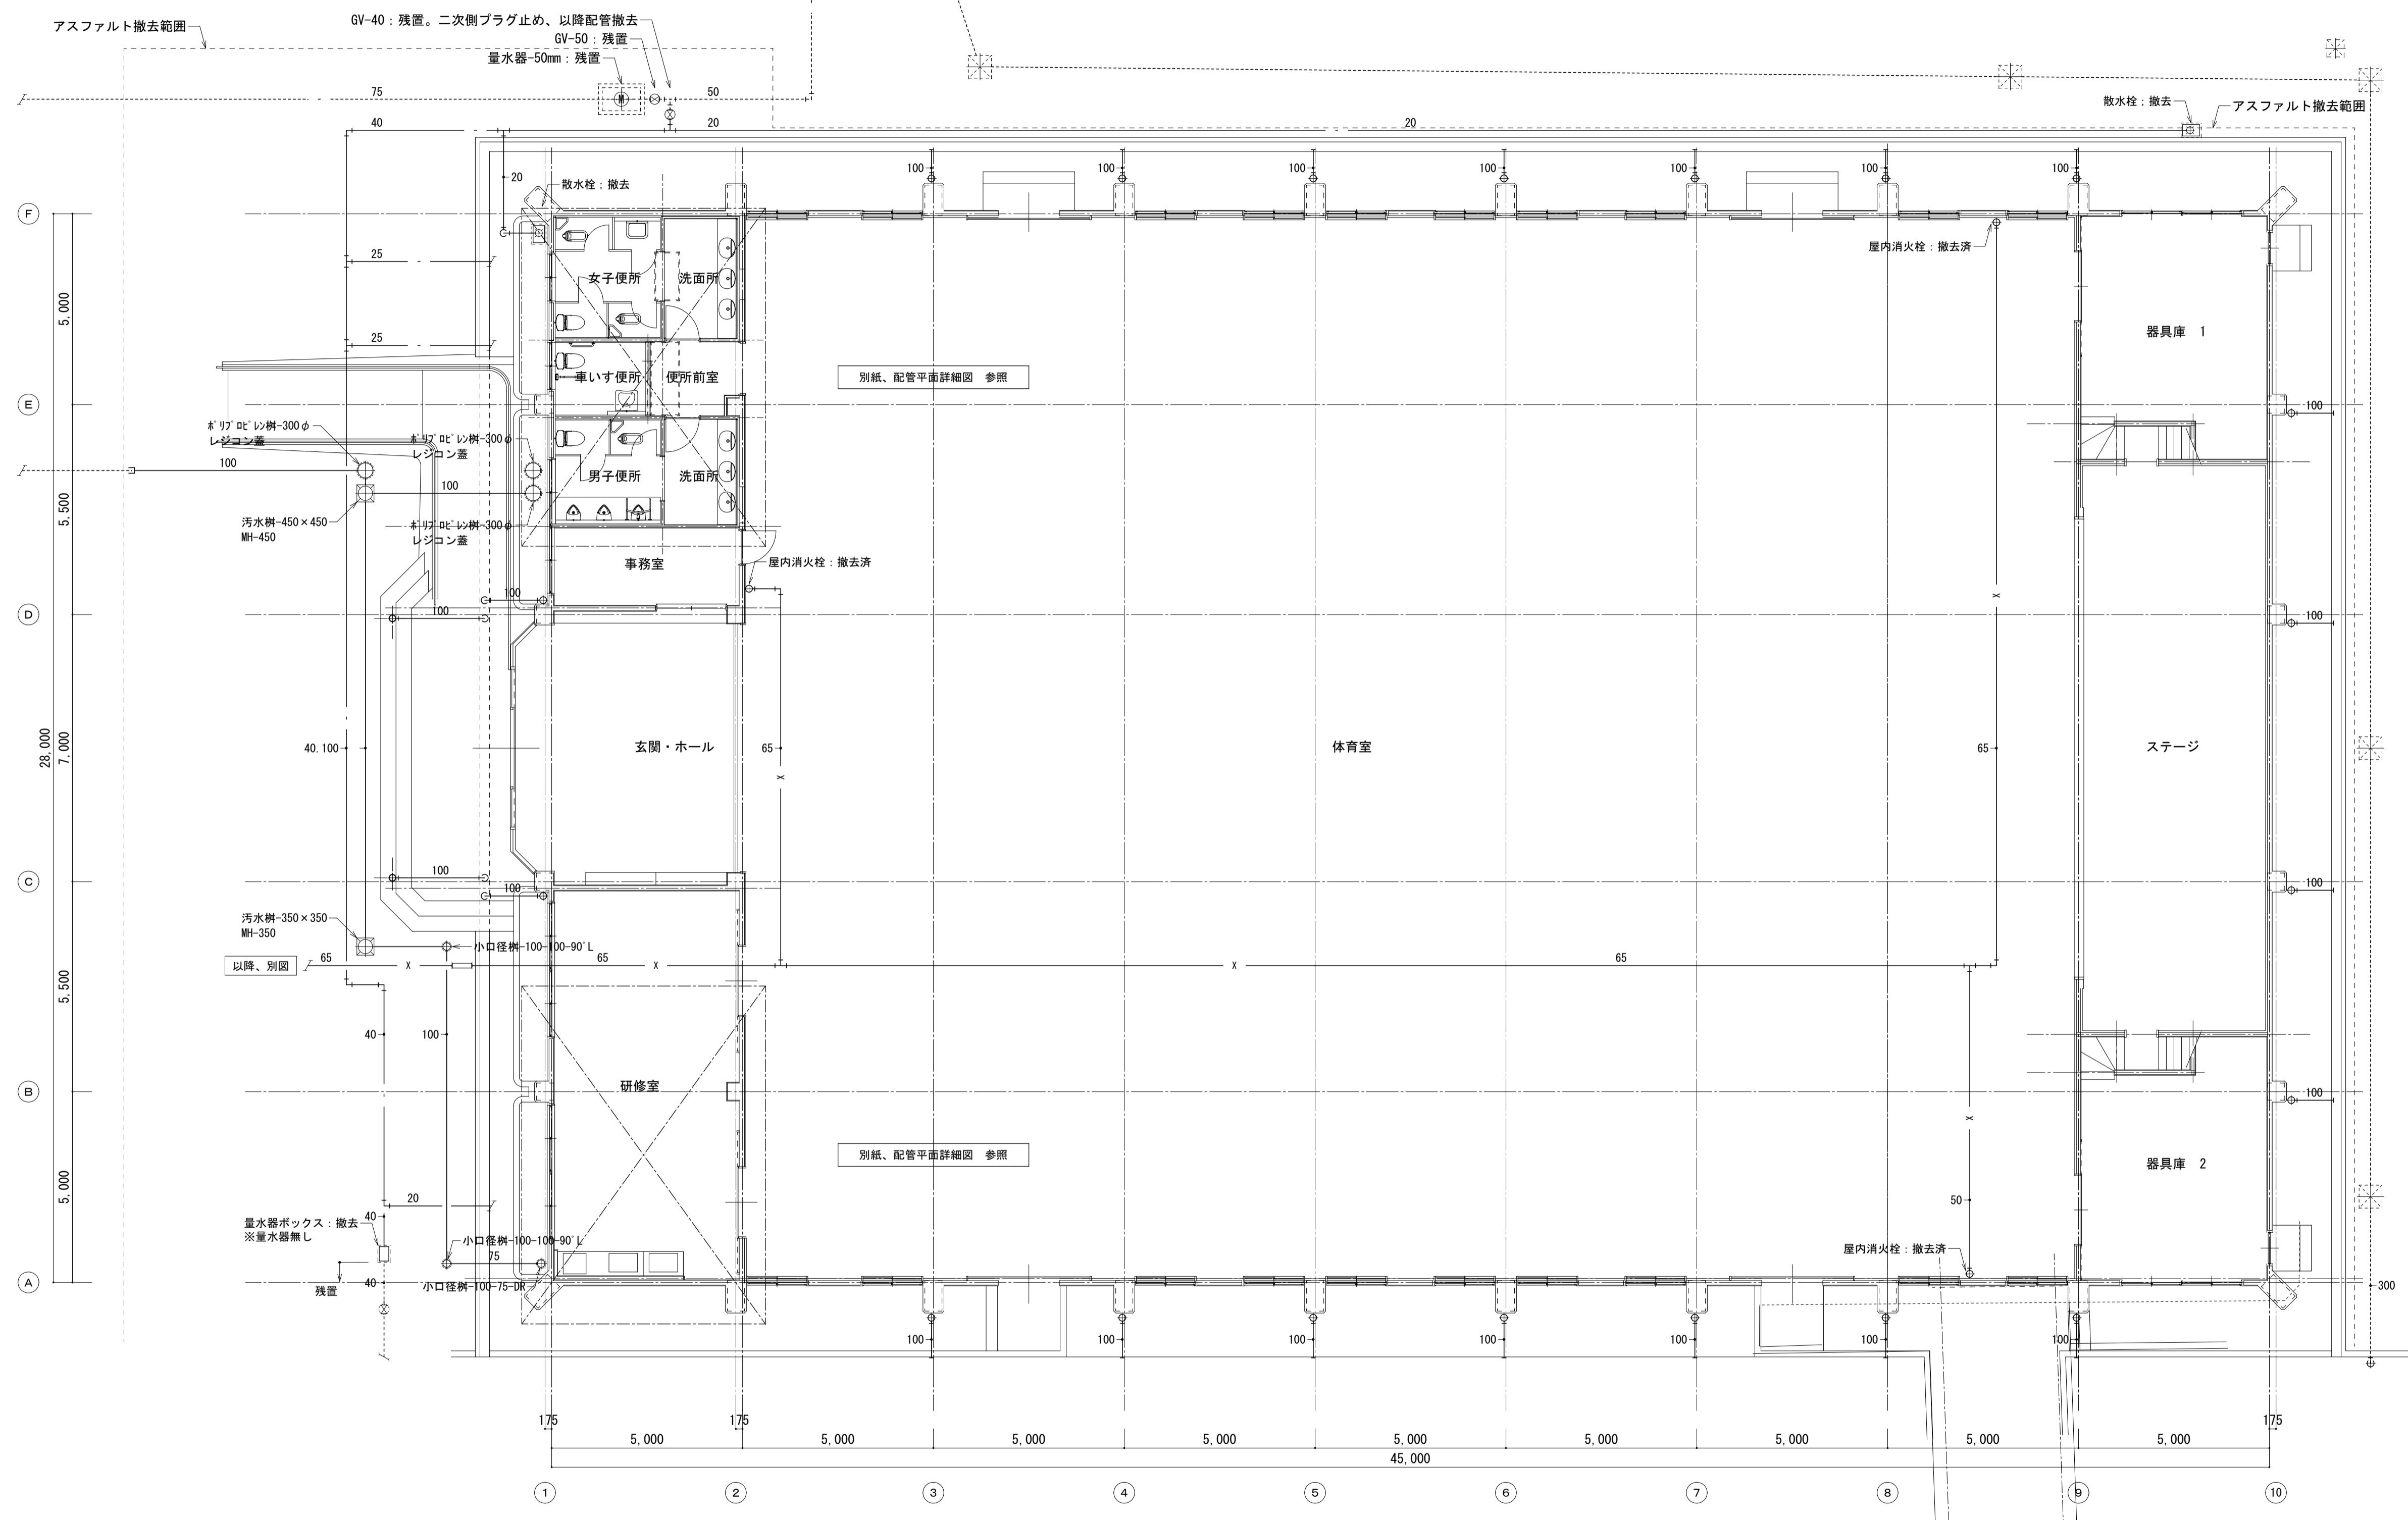 アスファルト撤去範囲
GV-40：残置。二次側プラグ止め、以降配管撤去
GV-50：残置
量水器-50mm：残置
75
M
50
散水栓：撤去
アスファルト撤去範囲
40
20
20
100
100
100
100
100
100
100
20
散水栓：撤去
F
屋内消火栓：撤去済
25
女子便所
洗面所
5,000
25
器具庫　1
車いす便所
便所前室
別紙、配管平面詳細図　参照
E
100
ﾎﾟﾘﾌﾟﾛﾋﾟﾚﾝ桝-300φ
レジコン蓋
ﾎﾟﾘﾌﾟﾛﾋﾟﾚﾝ桝-300φ
レジコン蓋
100
男子便所
洗面所
100
5,500
汚水桝-450×450
MH-450
ﾎﾟﾘﾌﾟﾛﾋﾟﾚﾝ桝-300φ
レジコン蓋
事務室
屋内消火栓：撤去済
100
X
100
D
100
28,000
7,000
40.100
玄関・ホール
65
体育室
65
ステージ
X
100
C
100
100
汚水桝-350×350
MH-350
小口径桝-100-100-90°L
以降、別図
65
X
65
X
X
65
5,500
40
100
研修室
B
100
X
別紙、配管平面詳細図　参照
器具庫　2
5,000
20
50
40
量水器ボックス：撤去
※量水器無し
小口径桝-100-100-90°L
75
屋内消火栓：撤去済
A
残置
40
小口径桝-100-75-DR
300
100
100
100
100
100
100
100
175
175
175
5,000
5,000
5,000
5,000
5,000
5,000
5,000
5,000
5,000
45,000
1
2
3
4
5
6
7
8
9
10